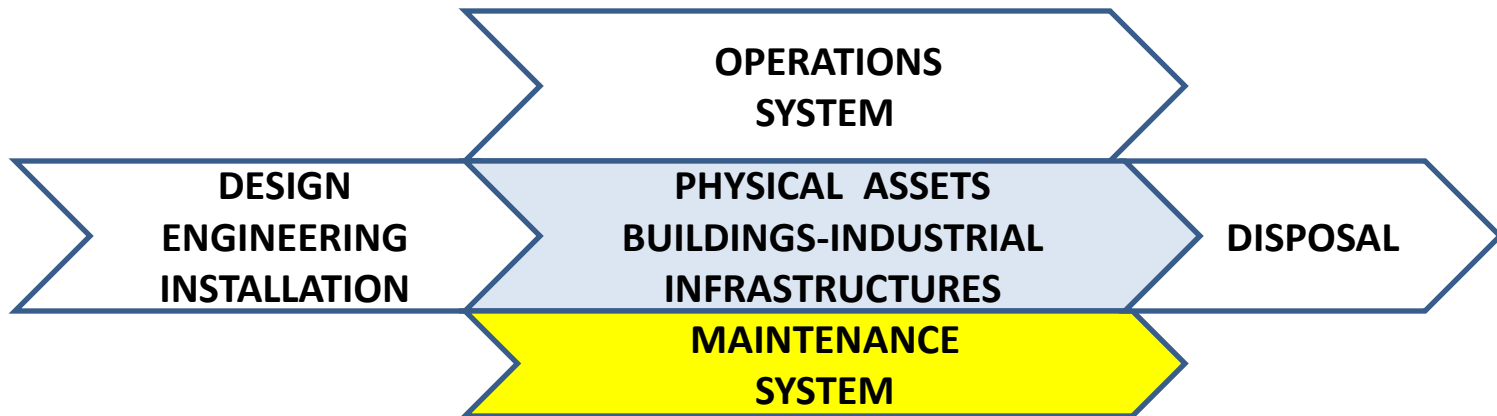 OPERATIONS
SYSTEM
DESIGN
ENGINEERING
INSTALLATION
PHYSICAL ASSETS
BUILDINGS-INDUSTRIAL
INFRASTRUCTURES
DISPOSAL
MAINTENANCE
SYSTEM